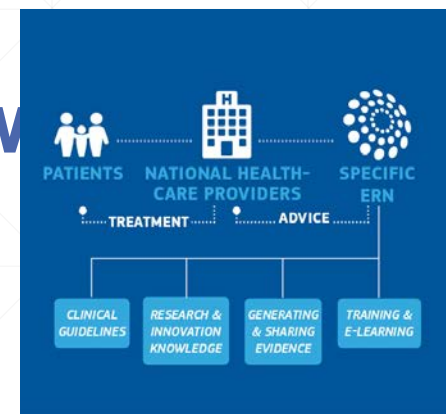 W
H
PATIENTS
NATIONAL HEALTH-
CARE PROVIDERS
SPECIFIC
ERN
TREATMENT
ADVICE
CLINICAL
GUIDELINES
RESEARCH &
INNOVATION
KNOWLEDGE
GENERATING
& SHARING
EVIDENCE
TRAINING &
E-LEARNING